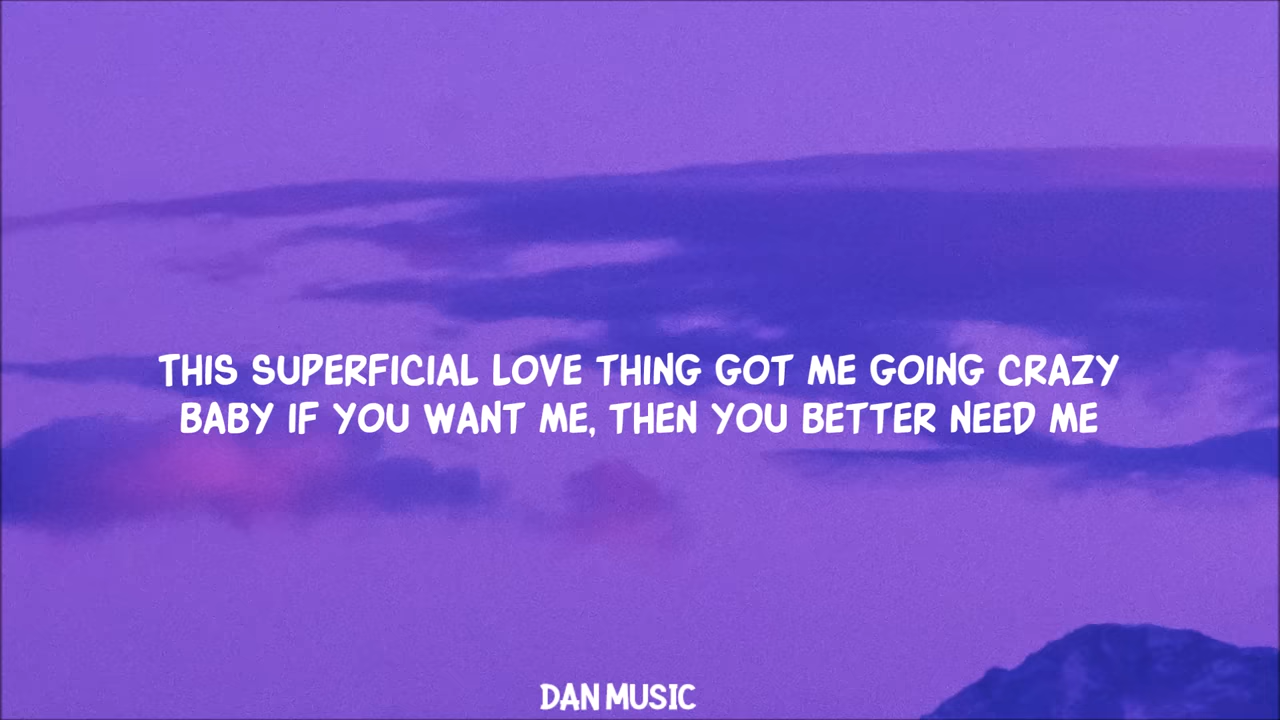 THIS SUPERFICIAL LOVE THING GOT ME GOING CRAZY
BABY IF YOU WANT ME, THEN YOU BETTER NEED ME
DAN MUSIC